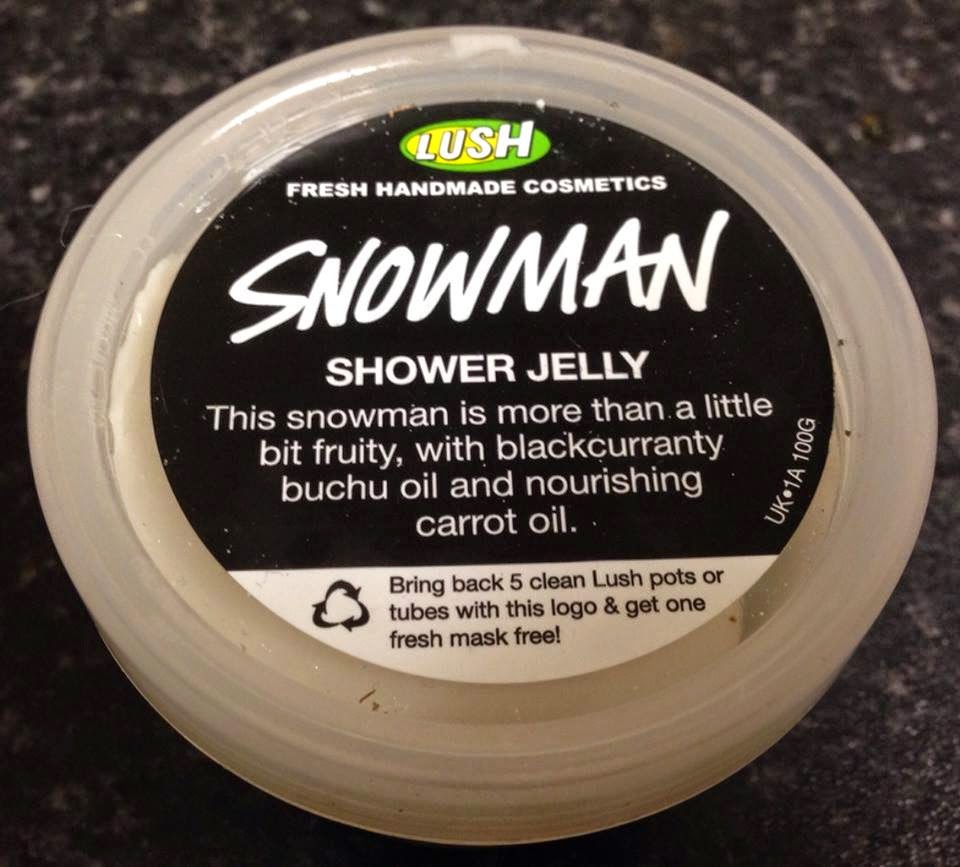 LUSH
FRESH HANDMADE COSMETICS
SNOWMAN
SHOWER JELLY
This snowman is more than a little
bit fruity, with blackcurranty
buchu oil and nourishing
carrot oil.
UK•1A 100G
Bring back 5 clean Lush pots or
tubes with this logo & get one
fresh mask free!